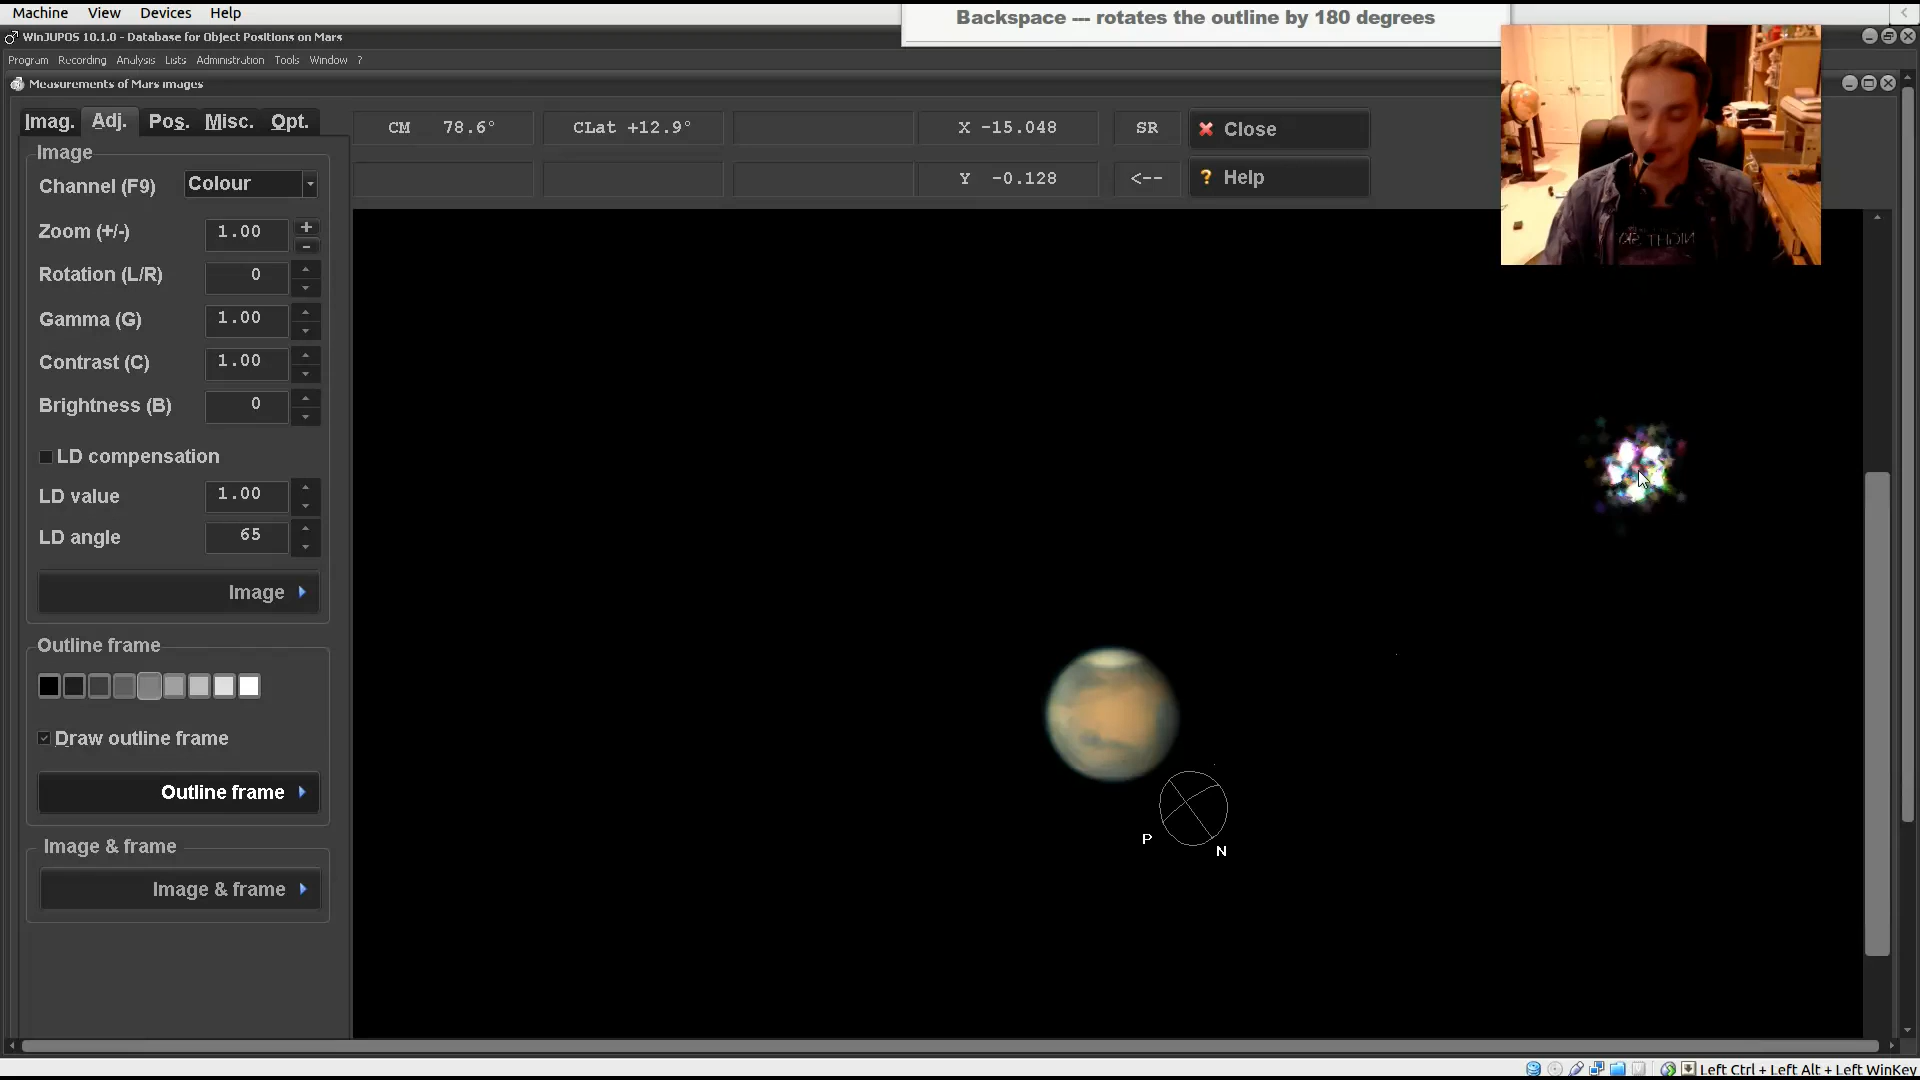 Machine View Devices Help
Backspace --- rotates the outline by 180 degrees
WinJUPOS 10.1.0 - Database for Object Positions on Mars
Program Recording Analysis Lists Administration Tools Window ?
Measurements of Mars images
Imag. Adj. Pos. Misc. Opt.
CM 78.6° CLat +12.9° X -15.048 SR Close
Y -0.128 <-- ? Help
Image
Channel (F9) Colour
Zoom (+/-) 1.00 + -
Rotation (L/R) 0
Gamma (G) 1.00
Contrast (C) 1.00
Brightness (B) 0
LD compensation
LD value 1.00
LD angle 65
Image
Outline frame
Draw outline frame
Outline frame
Image & frame
Image & frame
P
N
Left Ctrl + Left Alt + Left WinKey